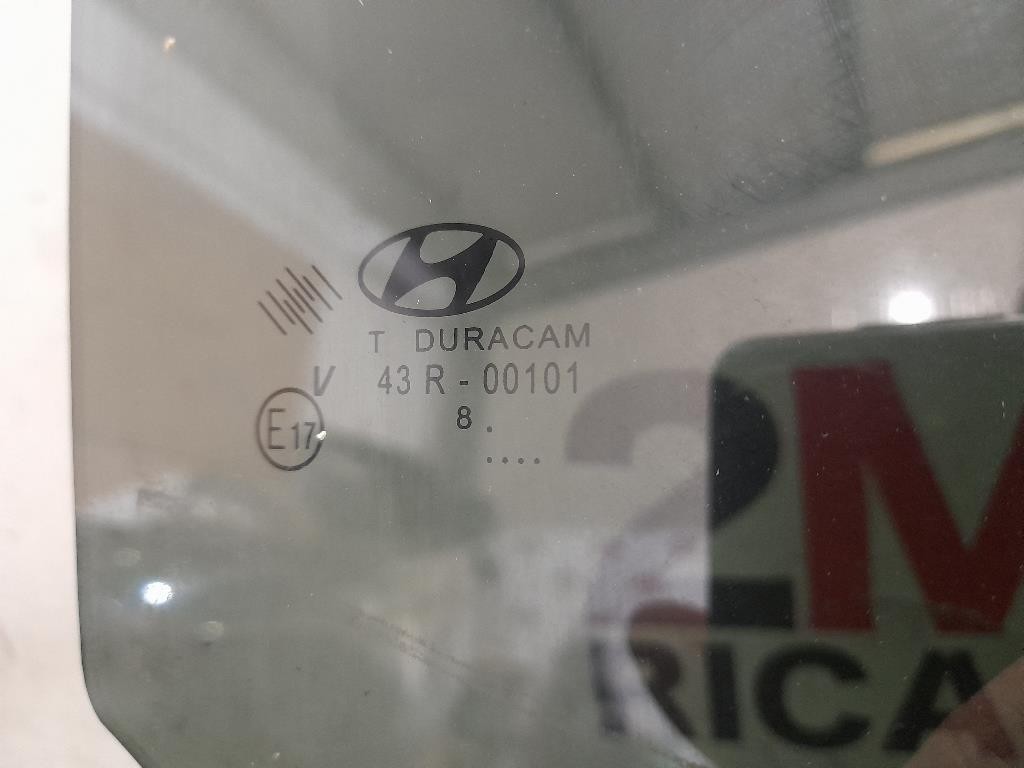 T DURACAM
V 43 R - 00101
E17 8 .
....
2M
RICA